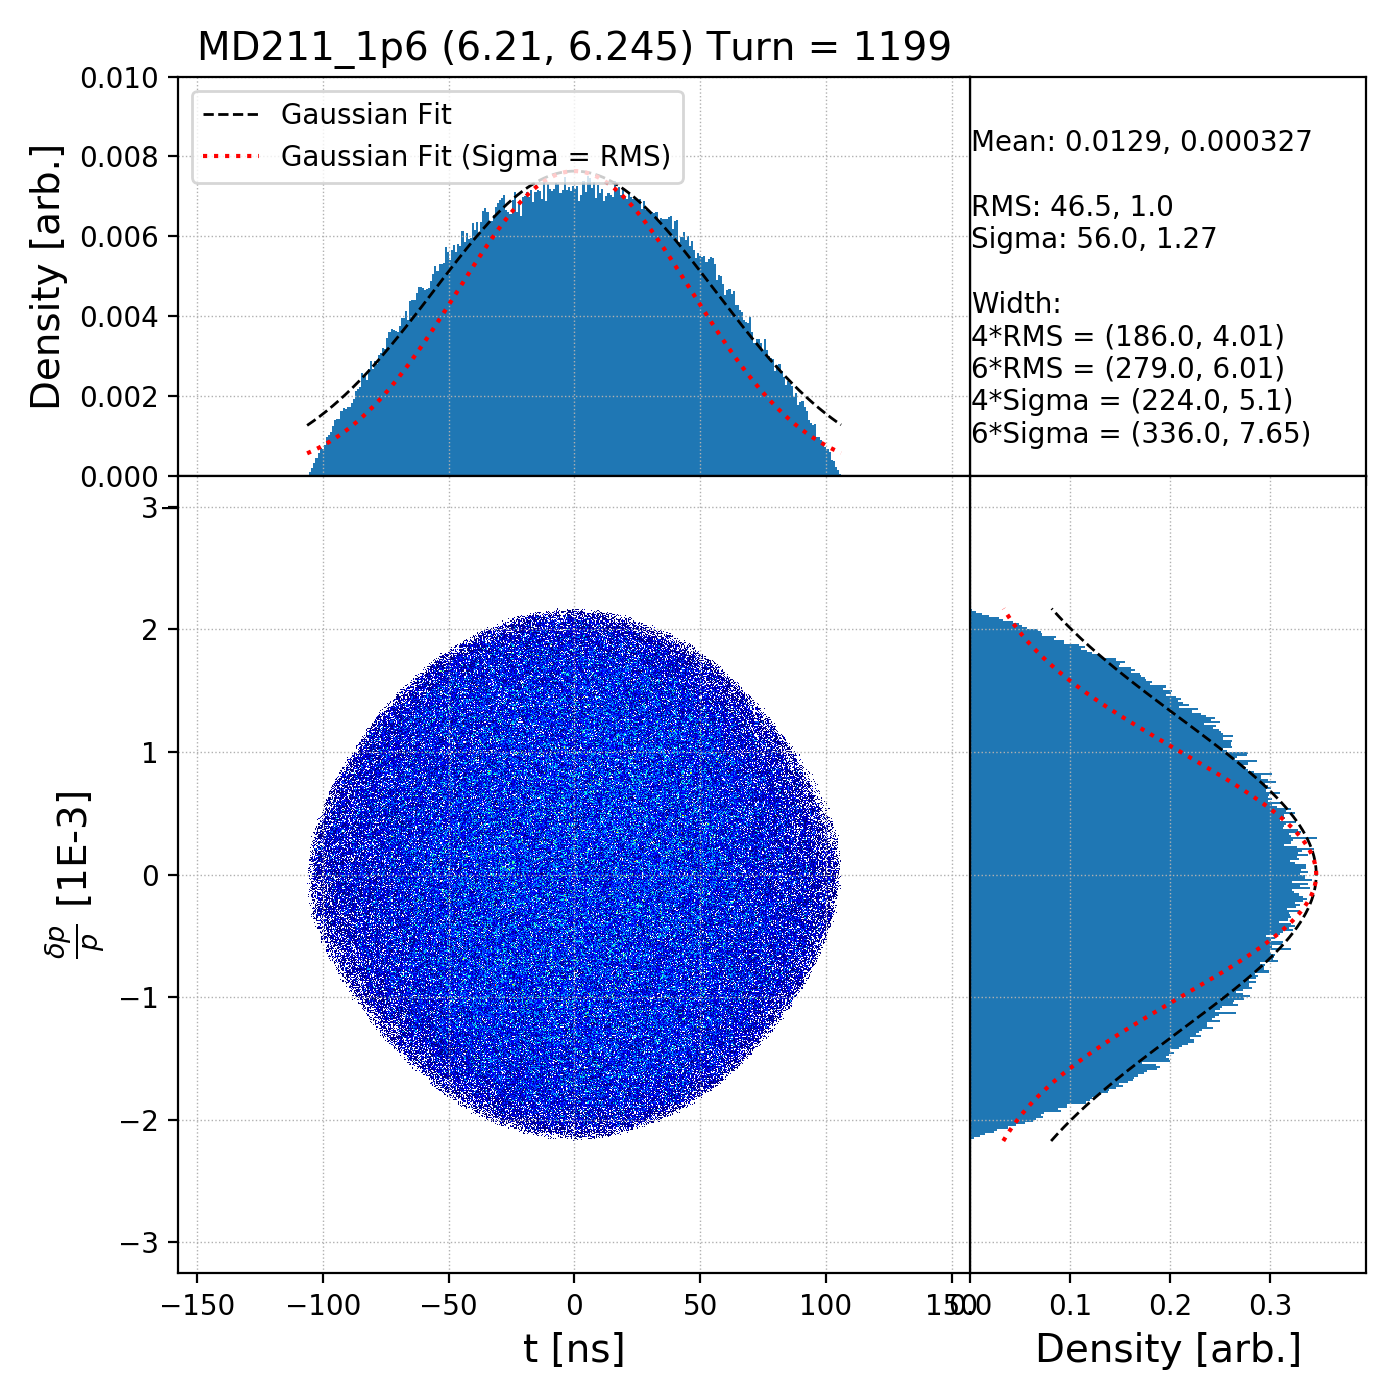 MD211_1p6 (6.21, 6.245) Turn = 1199
0.010
0.008
0.006
0.004
0.002
0.000
Density [arb.]
Gaussian Fit
Gaussian Fit (Sigma = RMS)
Mean: 0.0129, 0.000327
RMS: 46.5, 1.0
Sigma: 56.0, 1.27
Width:
4*RMS = (186.0, 4.01)
6*RMS = (279.0, 6.01)
4*Sigma = (224.0, 5.1)
6*Sigma = (336.0, 7.65)
3
2
1
0
−1
−2
−3
δp/p [1E-3]
−150 −100 −50 0 50 100 150
t [ns]
0.0 0.1 0.2 0.3
Density [arb.]